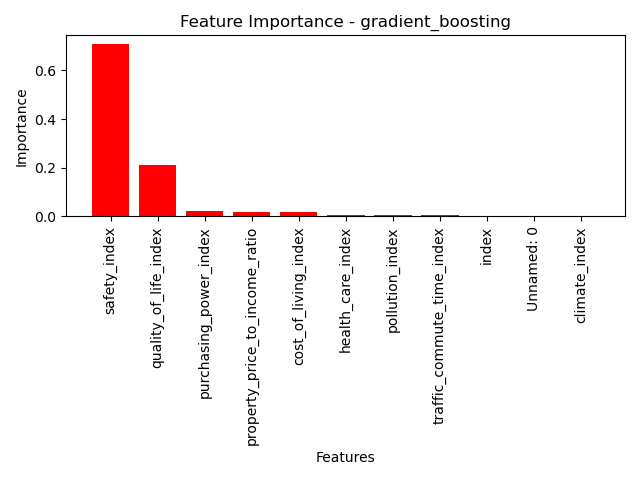 Feature Importance - gradient_boosting
Importance
0.6
0.4
0.2
0.0
safety_index
quality_of_life_index
purchasing_power_index
property_price_to_income_ratio
cost_of_living_index
health_care_index
pollution_index
traffic_commute_time_index
index
Unnamed: 0
climate_index
Features